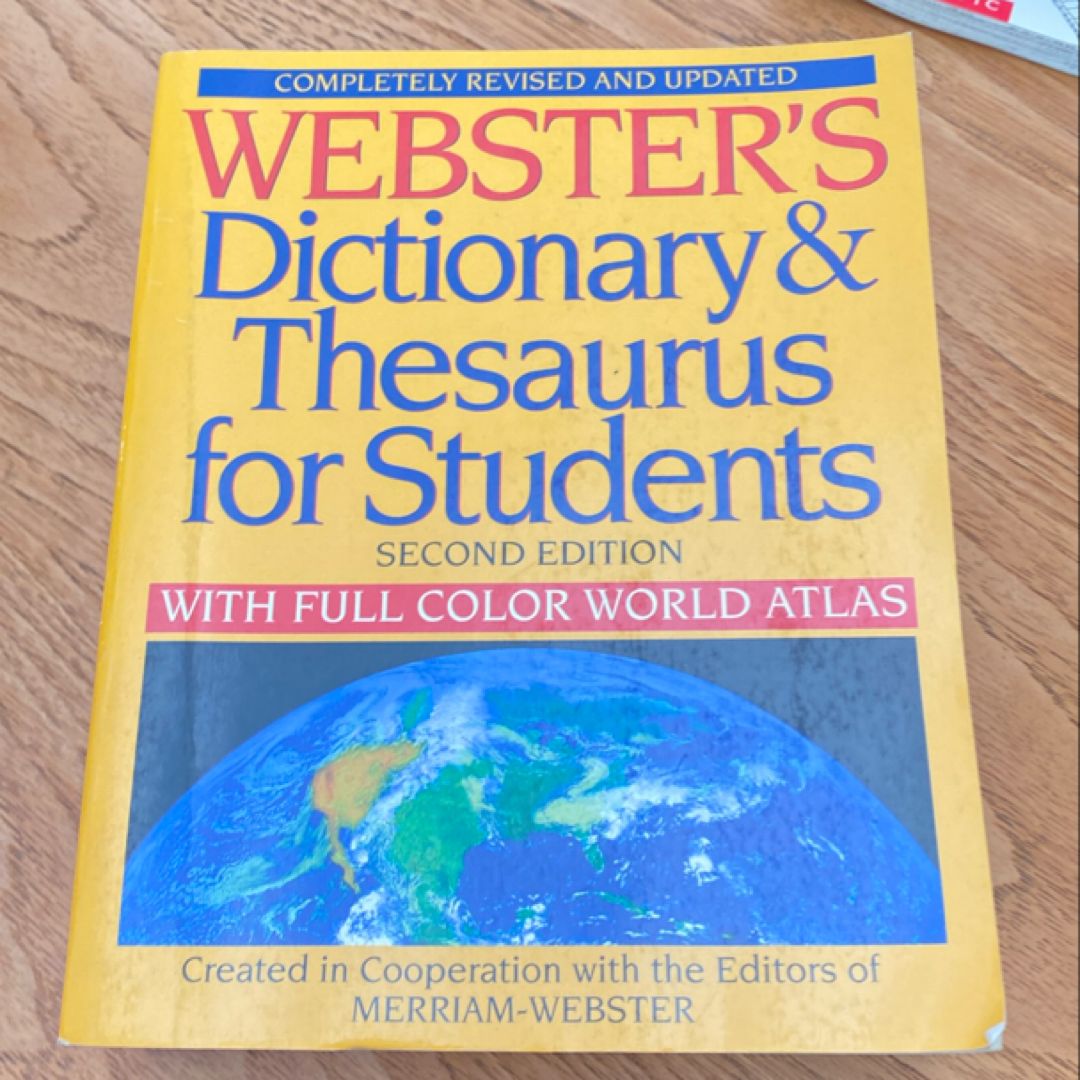 COMPLETELY REVISED AND UPDATED
WEBSTER'S
Dictionary &
Thesaurus
for Students
SECOND EDITION
WITH FULL COLOR WORLD ATLAS
Created in Cooperation with the Editors of
MERRIAM-WEBSTER